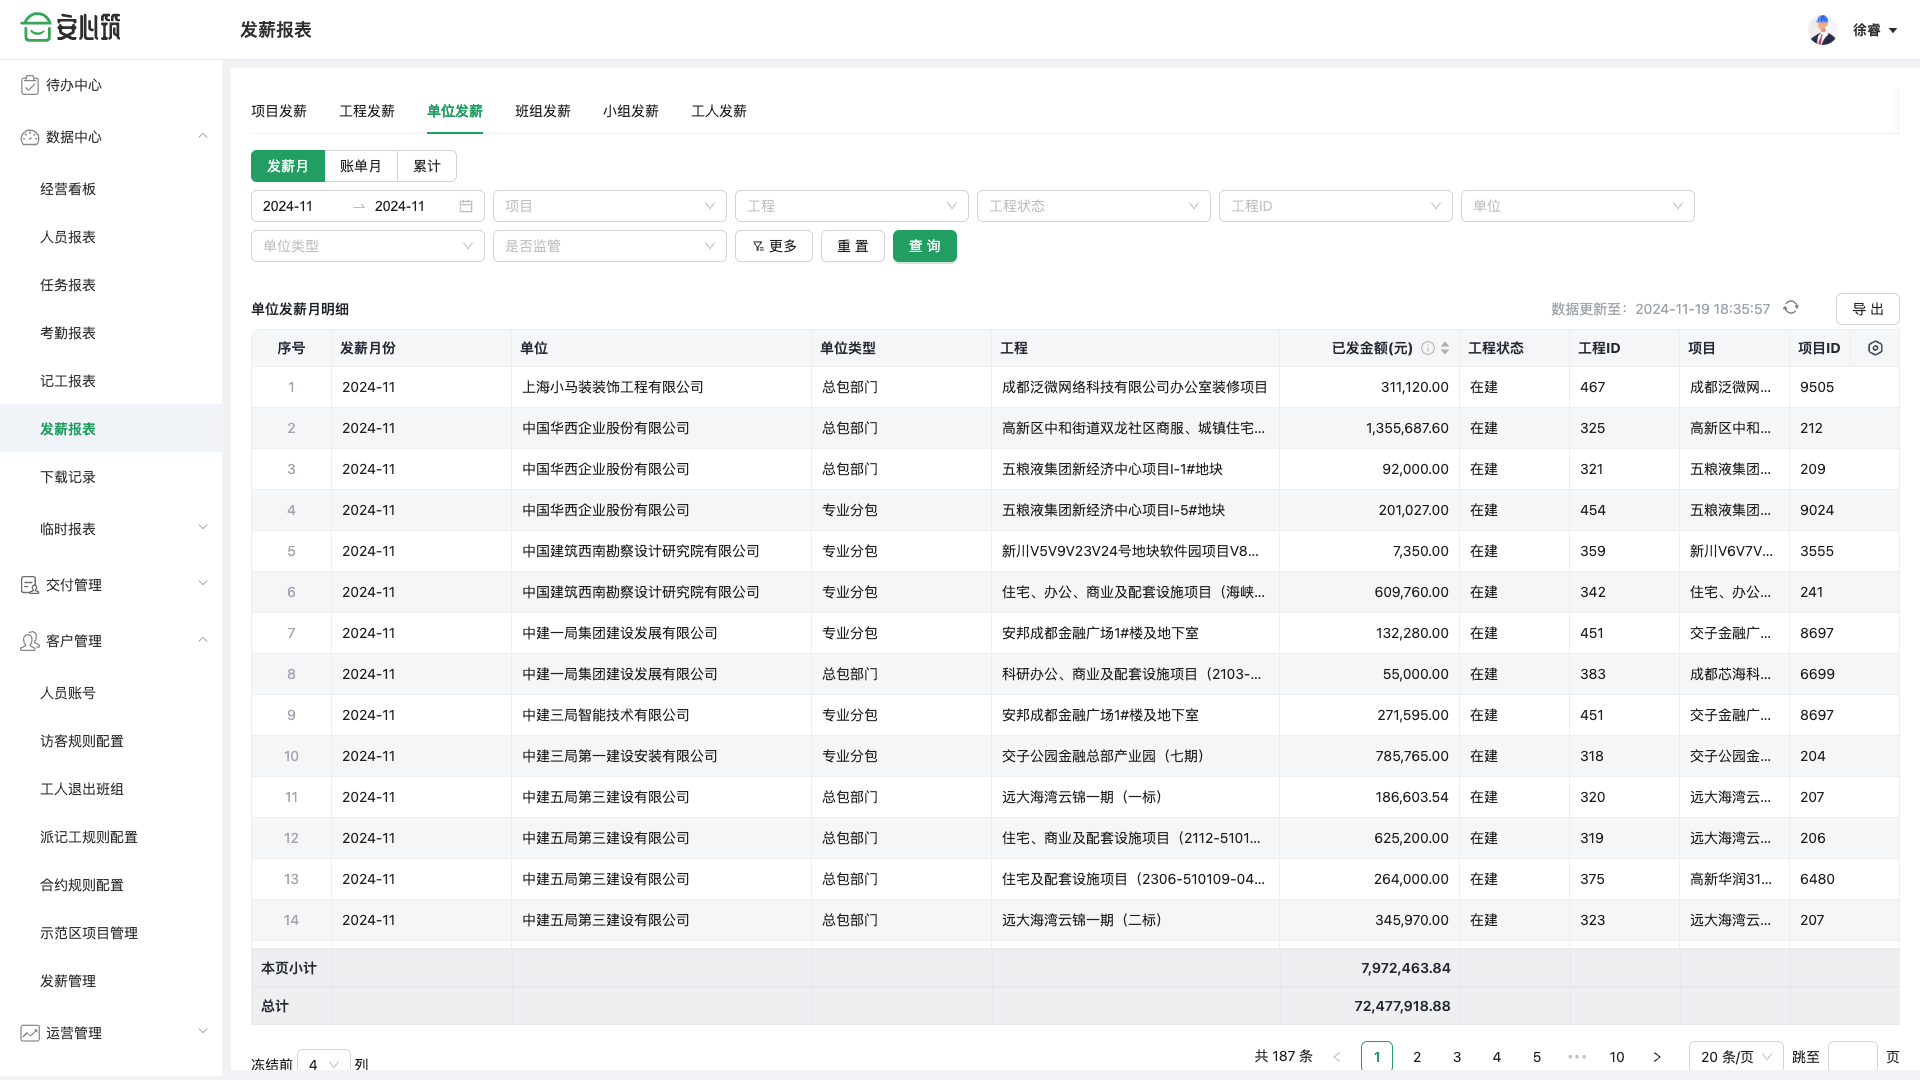 安心筑
发薪报表
徐睿
待办中心
数据中心
经营看板
人员报表
任务报表
考勤报表
记工报表
发薪报表
下载记录
临时报表
交付管理
客户管理
人员账号
访客规则配置
工人退出班组
派记工规则配置
合约规则配置
示范区项目管理
发薪管理
运营管理
项目发薪 工程发薪 单位发薪 班组发薪 小组发薪 工人发薪
发薪月 账单月 累计
2024-11 → 2024-11 项目 工程 工程状态 工程ID 单位
单位类型 是否监管 更多 重 置 查 询
单位发薪月明细 数据更新至：2024-11-19 18:35:57 导 出
序号 发薪月份 单位 单位类型 工程 已发金额(元) 工程状态 工程ID 项目 项目ID
1 2024-11 上海小马装装饰工程有限公司 总包部门 成都泛微网络科技有限公司办公室装修项目 311,120.00 在建 467 成都泛微网... 9505
2 2024-11 中国华西企业股份有限公司 总包部门 高新区中和街道双龙社区商服、城镇住宅... 1,355,687.60 在建 325 高新区中和... 212
3 2024-11 中国华西企业股份有限公司 总包部门 五粮液集团新经济中心项目I-1#地块 92,000.00 在建 321 五粮液集团... 209
4 2024-11 中国华西企业股份有限公司 专业分包 五粮液集团新经济中心项目I-5#地块 201,027.00 在建 454 五粮液集团... 9024
5 2024-11 中国建筑西南勘察设计研究院有限公司 专业分包 新川V5V9V23V24号地块软件园项目V8... 7,350.00 在建 359 新川V6V7V... 3555
6 2024-11 中国建筑西南勘察设计研究院有限公司 专业分包 住宅、办公、商业及配套设施项目（海峡... 609,760.00 在建 342 住宅、办公... 241
7 2024-11 中建一局集团建设发展有限公司 专业分包 安邦成都金融广场1#楼及地下室 132,280.00 在建 451 交子金融广... 8697
8 2024-11 中建一局集团建设发展有限公司 总包部门 科研办公、商业及配套设施项目（2103-... 55,000.00 在建 383 成都芯海科... 6699
9 2024-11 中建三局智能技术有限公司 专业分包 安邦成都金融广场1#楼及地下室 271,595.00 在建 451 交子金融广... 8697
10 2024-11 中建三局第一建设安装有限公司 专业分包 交子公园金融总部产业园（七期） 785,765.00 在建 318 交子公园金... 204
11 2024-11 中建五局第三建设有限公司 总包部门 远大海湾云锦一期（一标） 186,603.54 在建 320 远大海湾云... 207
12 2024-11 中建五局第三建设有限公司 总包部门 住宅、商业及配套设施项目（2112-5101... 625,200.00 在建 319 远大海湾云... 206
13 2024-11 中建五局第三建设有限公司 总包部门 住宅及配套设施项目（2306-510109-04... 264,000.00 在建 375 高新华润31... 6480
14 2024-11 中建五局第三建设有限公司 总包部门 远大海湾云锦一期（二标） 345,970.00 在建 323 远大海湾云... 207
本页小计 7,972,463.84
总计 72,477,918.88
冻结前 4 列 共 187 条 < 1 2 3 4 5 ••• 10 > 20 条/页 跳至 页